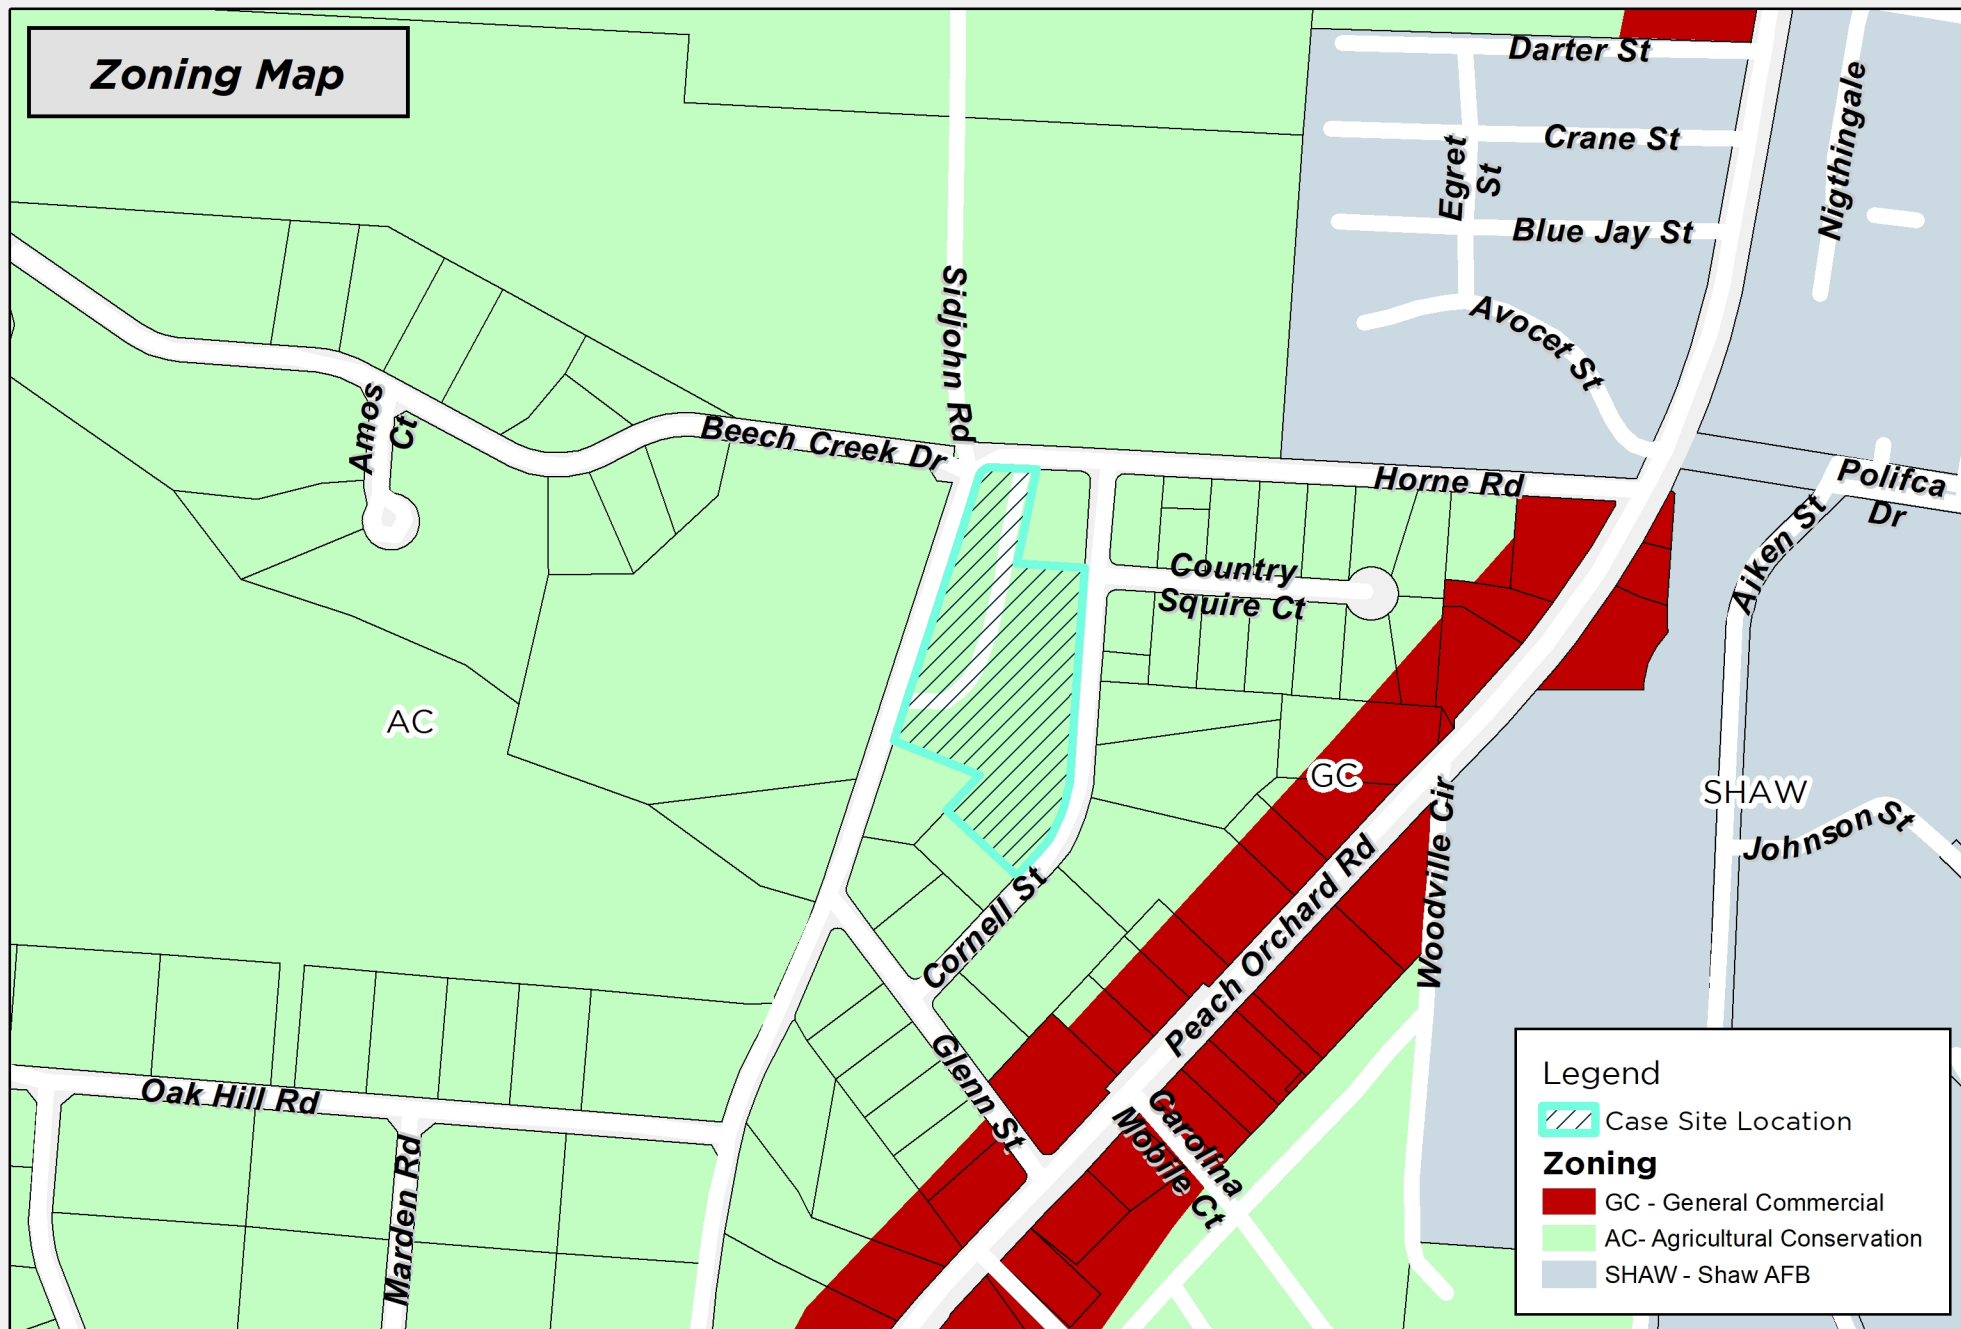 Zoning Map
Darter St
Crane St
Egret
St
Blue Jay St
Nigthingale
Avocet St
Sidjohn Rd
Amos
Ct
Beech Creek Dr
Horne Rd
Polifca
Dr
Aiken St
Country
Squire Ct
AC
GC
SHAW
Johnson St
Woodville Cir
Peach Orchard Rd
Cornell St
Glenn St
Carolina
Mobile Ct
Oak Hill Rd
Marden Rd
Legend
Case Site Location
Zoning
GC - General Commercial
AC- Agricultural Conservation
SHAW - Shaw AFB